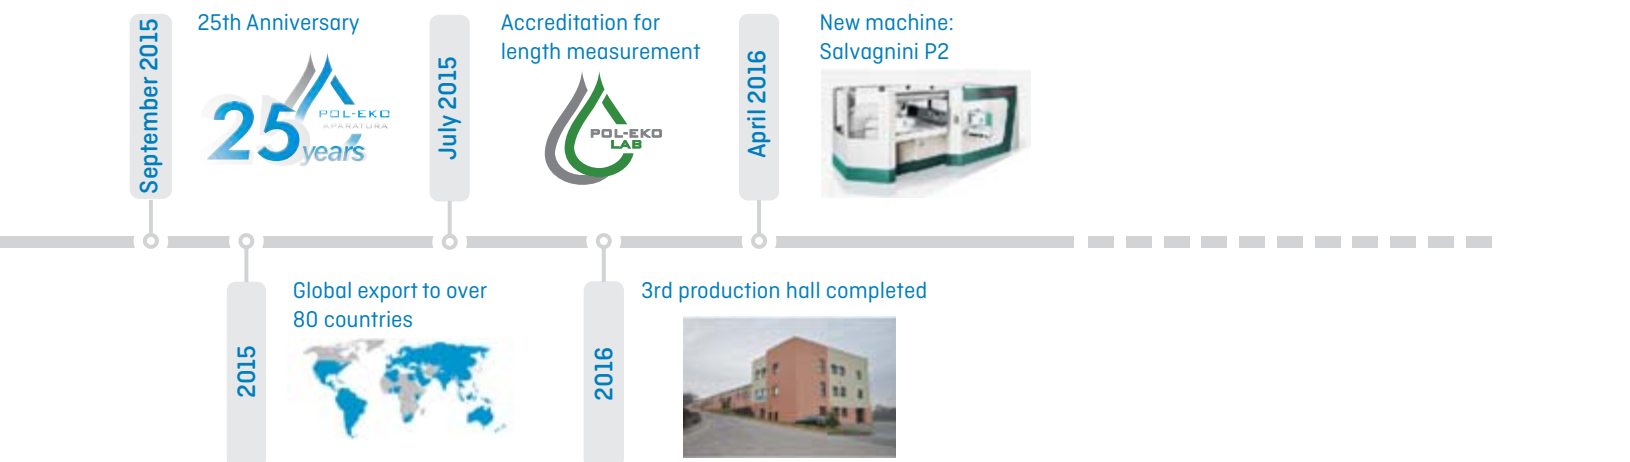 September 2015
25th Anniversary
25 years
POL-EKO
APARATURA
July 2015
Accreditation for
length measurement
POL-EKO
LAB
April 2016
New machine:
Salvagnini P2
2015
Global export to over
80 countries
2016
3rd production hall completed